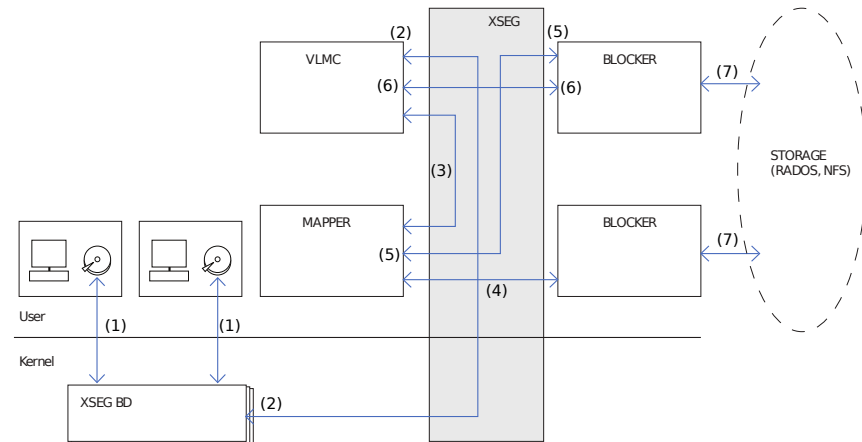 XSEG
(2)
(5)
VLMC
BLOCKER
(6)
(6)
(7)
(3)
STORAGE
(RADOS, NFS)
MAPPER
BLOCKER
(5)
(7)
(4)
User
(1)
(1)
Kernel
XSEG BD
(2)